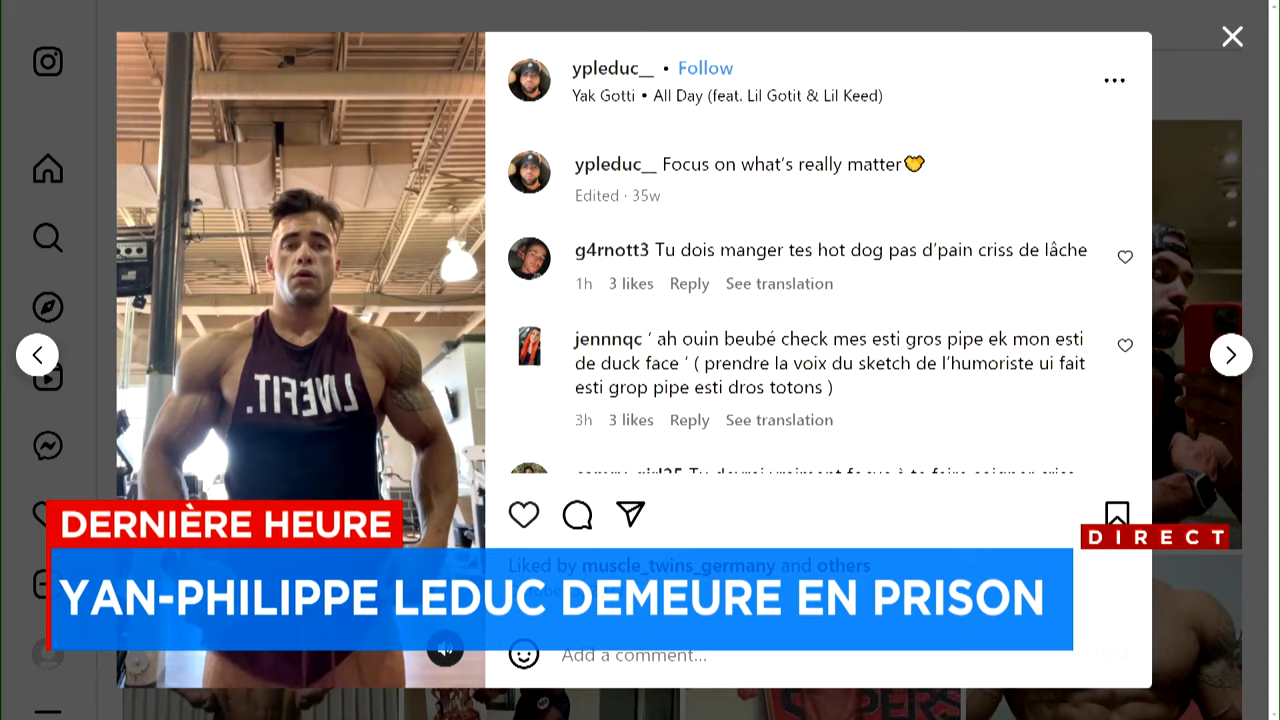 ypleduc__ • Follow
Yak Gotti • All Day (feat. Lil Gotit & Lil Keed)
ypleduc__ Focus on what's really matter
Edited · 35w
g4rnott3 Tu dois manger tes hot dog pas d'pain criss de lâche
1h 3 likes Reply See translation
jennnqc ' ah ouin beubé check mes esti gros pipe ek mon esti
de duck face ' ( prendre la voix du sketch de l'humoriste ui fait
esti grop pipe esti dros totons )
3h 3 likes Reply See translation
LIVEFIT.
DERNIÈRE HEURE
DIRECT
Liked by muscle_twins_germany and others
YAN-PHILIPPE LEDUC DEMEURE EN PRISON
Add a comment...